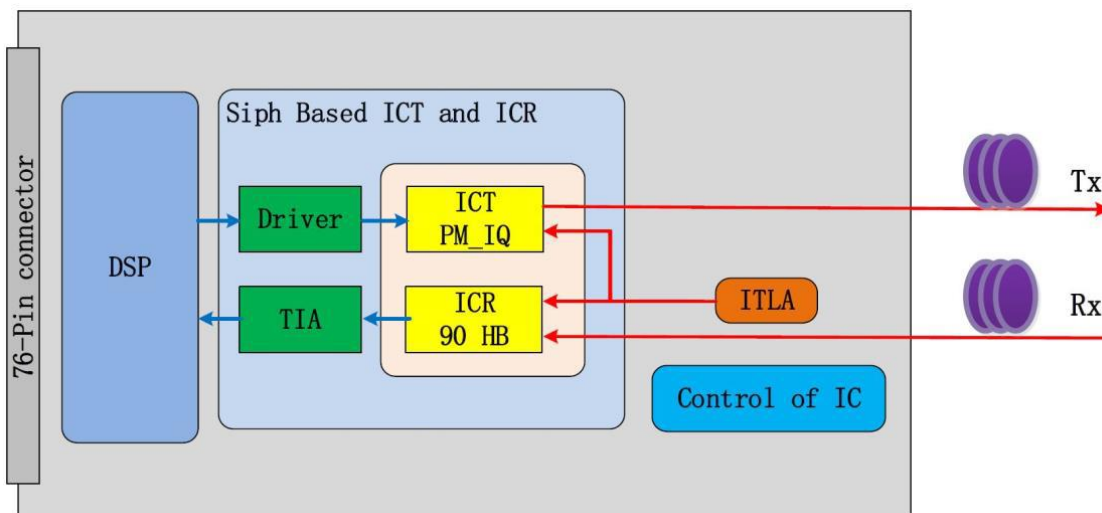 76-Pin connector
DSP
Siph Based ICT and ICR
Driver
ICT
PM_IQ
TIA
ICR
90 HB
ITLA
Control of IC
Tx
Rx